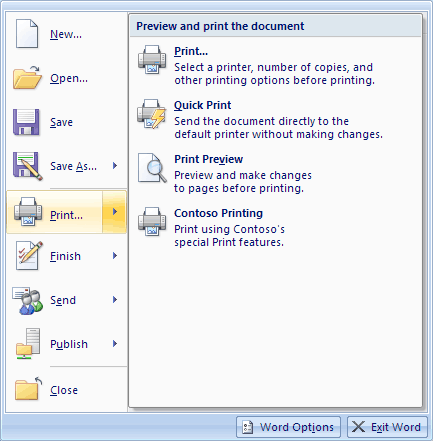 New...
Open...
Save
Save As...
Print...
Finish
Send
Publish
Close
Preview and print the document
Print...
Select a printer, number of copies, and
other printing options before printing.
Quick Print
Send the document directly to the
default printer without making changes.
Print Preview
Preview and make changes
to pages before printing.
Contoso Printing
Print using Contoso's
special Print features.
Word Options
Exit Word